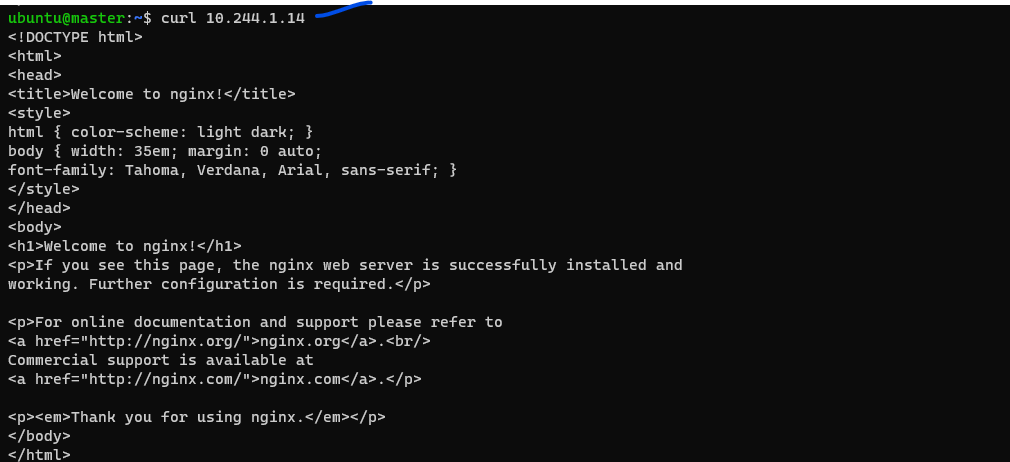 ubuntu@master:~$ curl 10.244.1.14
<!DOCTYPE html>
<html>
<head>
<title>Welcome to nginx!</title>
<style>
html { color-scheme: light dark; }
body { width: 35em; margin: 0 auto;
font-family: Tahoma, Verdana, Arial, sans-serif; }
</style>
</head>
<body>
<h1>Welcome to nginx!</h1>
<p>If you see this page, the nginx web server is successfully installed and
working. Further configuration is required.</p>

<p>For online documentation and support please refer to
<a href="http://nginx.org/">nginx.org</a>.<br/>
Commercial support is available at
<a href="http://nginx.com/">nginx.com</a>.</p>

<p><em>Thank you for using nginx.</em></p>
</body>
</html>